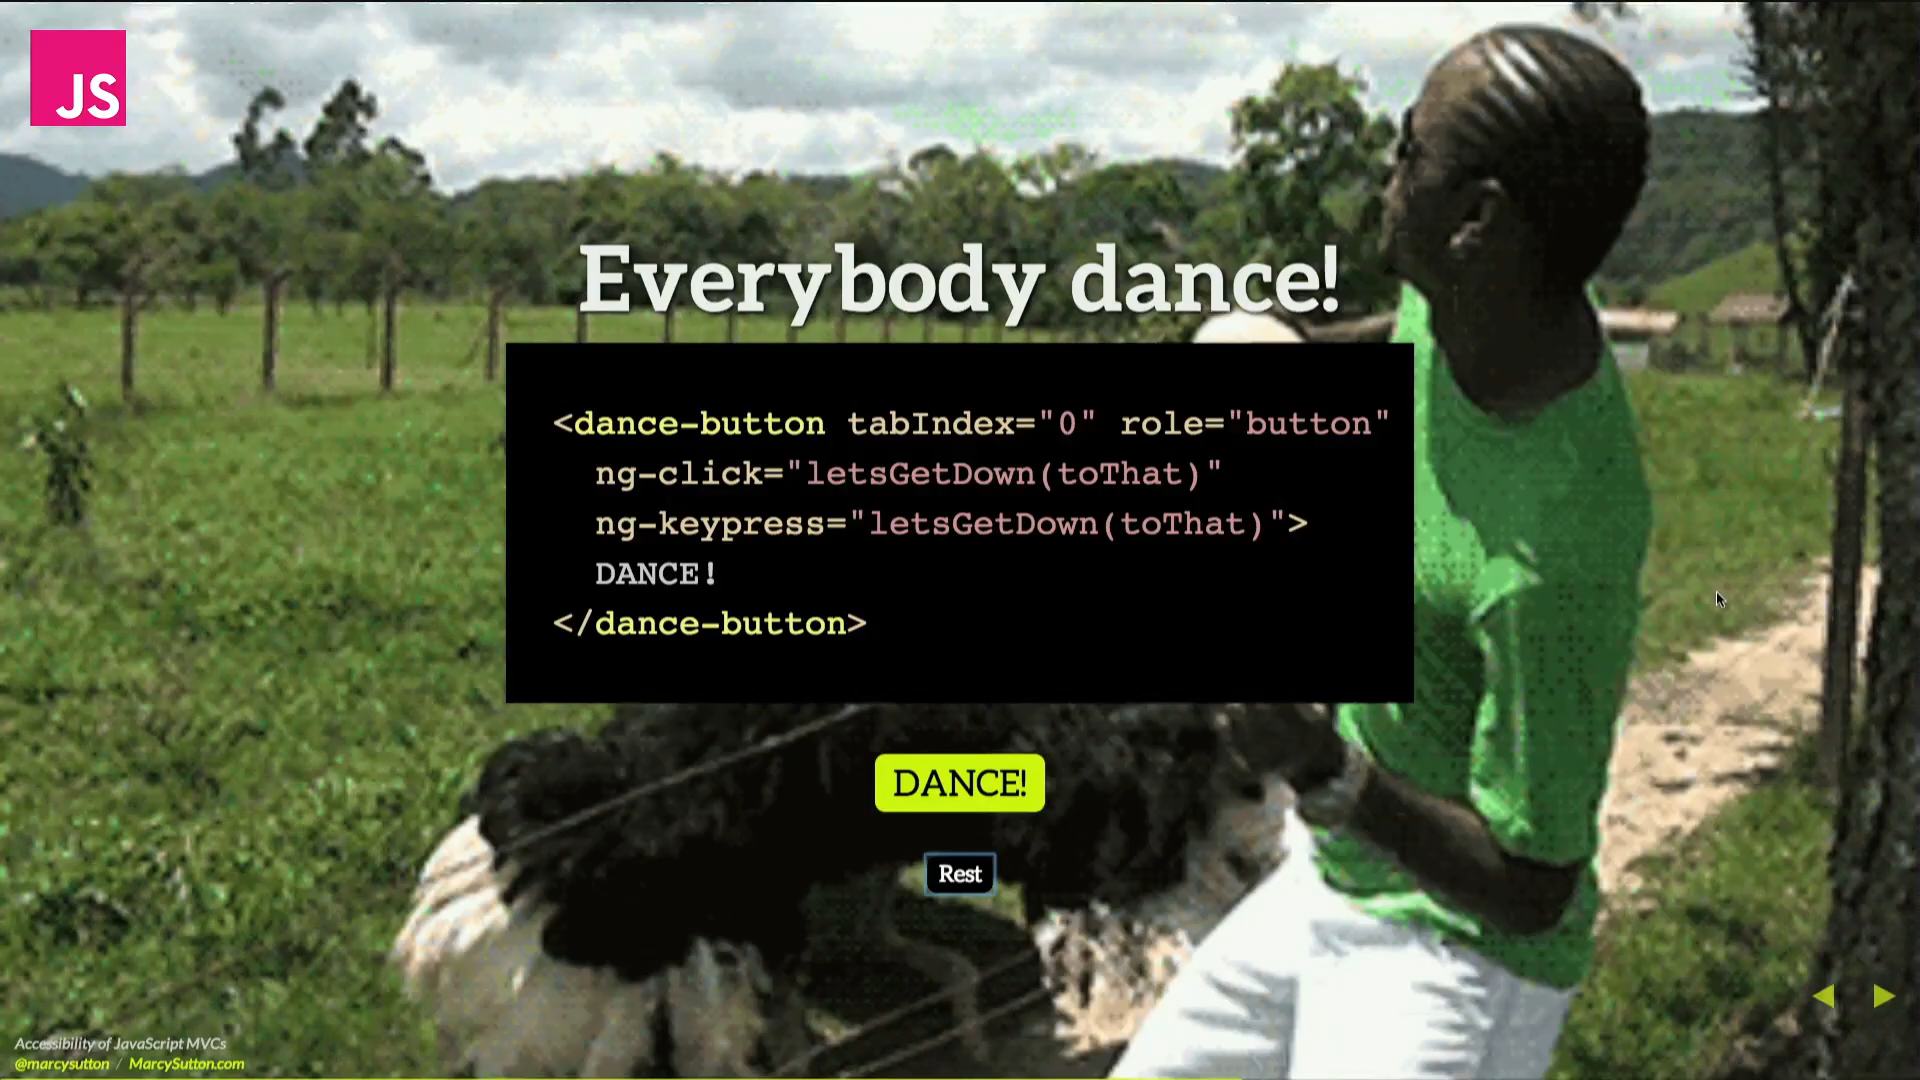 JS
Everybody dance!
<dance-button tabIndex="0" role="button"
ng-click="letsGetDown(toThat)"
ng-keypress="letsGetDown(toThat)">
DANCE!
</dance-button>
DANCE!
Rest
Accessibility of JavaScript MVCs
@marcysutton / MarcySutton.com